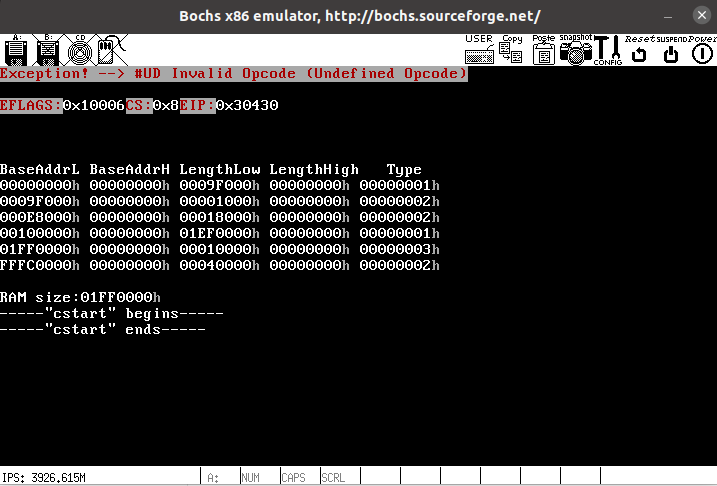 Bochs x86 emulator, http://bochs.sourceforge.net/
A: B: CD USER Copy Paste snapshot CONFIG Reset SUSPEND Power
Exception! --> #UD Invalid Opcode (Undefined Opcode)
EFLAGS:0x10006CS:0x8EIP:0x30430
BaseAddrL BaseAddrH LengthLow LengthHigh Type
00000000h 00000000h 0009F000h 00000000h 00000001h
0009F000h 00000000h 00001000h 00000000h 00000002h
000E8000h 00000000h 00018000h 00000000h 00000002h
00100000h 00000000h 01EF0000h 00000000h 00000001h
01FF0000h 00000000h 00010000h 00000000h 00000003h
FFFC0000h 00000000h 00040000h 00000000h 00000002h
RAM size:01FF0000h
-----"cstart" begins-----
-----"cstart" ends-----
IPS: 3926.615M A: NUM CAPS SCRL